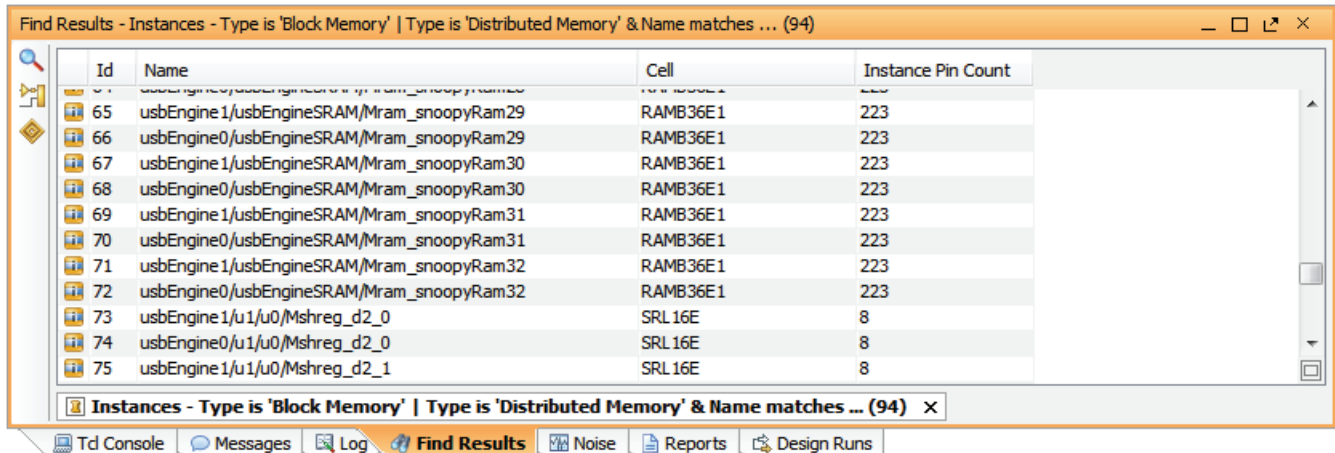 Find Results - Instances - Type is 'Block Memory' | Type is 'Distributed Memory' & Name matches ... (94)
Id Name Cell Instance Pin Count
65 usbEngine1/usbEngineSRAM/Mram_snoopyRam29 RAMB36E1 223
66 usbEngine0/usbEngineSRAM/Mram_snoopyRam29 RAMB36E1 223
67 usbEngine1/usbEngineSRAM/Mram_snoopyRam30 RAMB36E1 223
68 usbEngine0/usbEngineSRAM/Mram_snoopyRam30 RAMB36E1 223
69 usbEngine1/usbEngineSRAM/Mram_snoopyRam31 RAMB36E1 223
70 usbEngine0/usbEngineSRAM/Mram_snoopyRam31 RAMB36E1 223
71 usbEngine1/usbEngineSRAM/Mram_snoopyRam32 RAMB36E1 223
72 usbEngine0/usbEngineSRAM/Mram_snoopyRam32 RAMB36E1 223
73 usbEngine1/u1/u0/Mshreg_d2_0 SRL16E 8
74 usbEngine0/u1/u0/Mshreg_d2_0 SRL16E 8
75 usbEngine1/u1/u0/Mshreg_d2_1 SRL16E 8
Instances - Type is 'Block Memory' | Type is 'Distributed Memory' & Name matches ... (94)
Tcl Console Messages Log Find Results Noise Reports Design Runs